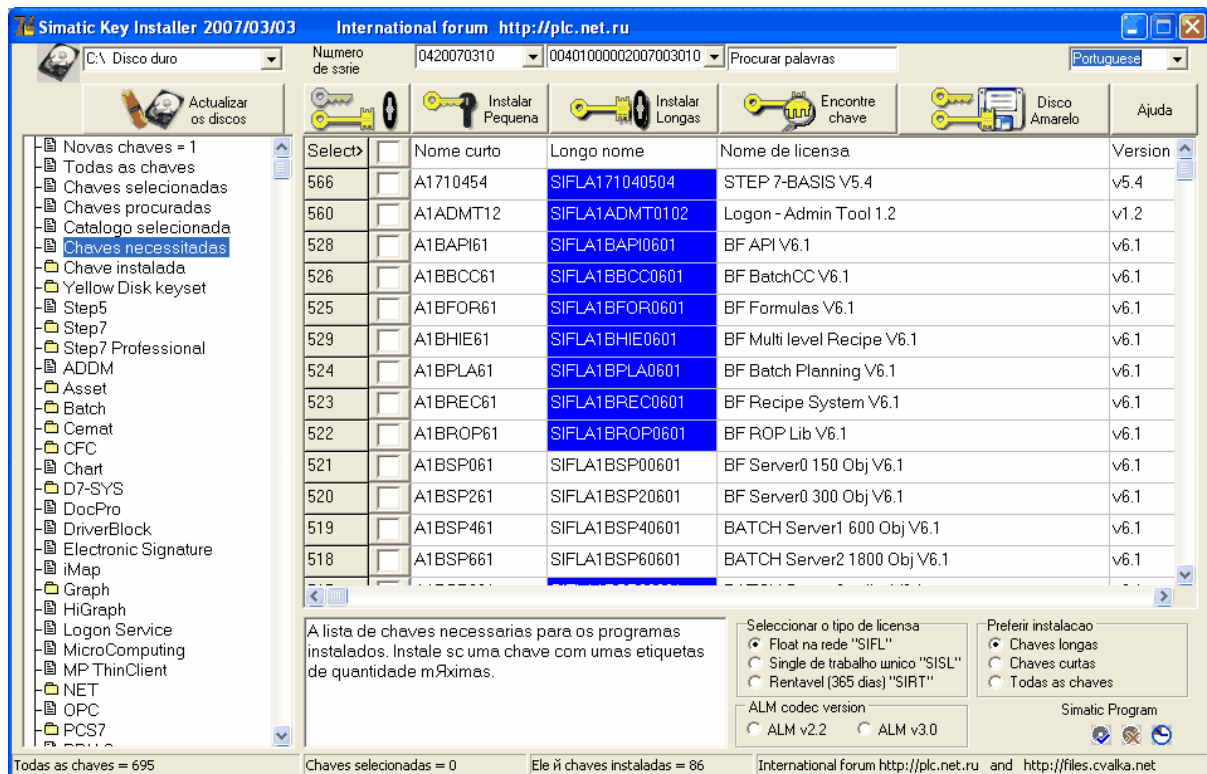 Simatic Key Installer 2007/03/03 International forum http://plc.net.ru
C:\ Disco duro
Nцmero de sзrie
0420070310
00401000002007003010
Procurar palavras
Portuguese
Actualizar os discos
Instalar Pequena
Instalar Longas
Encontre chave
Disco Amarelo
Ajuda
Novas chaves = 1
Todas as chaves
Chaves selecionadas
Chaves procuradas
Catalogo selecionada
Chaves necessitadas
Chave instalada
Yellow Disk keyset
Step5
Step7
Step7 Professional
ADDM
Asset
Batch
Cemat
CFC
Chart
D7-SYS
DocPro
DriverBlock
Electronic Signature
iMap
Graph
HiGraph
Logon Service
MicroComputing
MP ThinClient
NET
OPC
PCS7
Select> Nome curto Longo nome Nome de licenзa Version
566 A1710454 SIFLA171040504 STEP 7-BASIS V5.4 v5.4
560 A1ADMT12 SIFLA1ADMT0102 Logon - Admin Tool 1.2 v1.2
528 A1BAPI61 SIFLA1BAPI0601 BF API V6.1 v6.1
526 A1BBCC61 SIFLA1BBCC0601 BF BatchCC V6.1 v6.1
525 A1BFOR61 SIFLA1BFOR0601 BF Formulas V6.1 v6.1
529 A1BHIE61 SIFLA1BHIE0601 BF Multi level Recipe V6.1 v6.1
524 A1BPLA61 SIFLA1BPLA0601 BF Batch Planning V6.1 v6.1
523 A1BREC61 SIFLA1BREC0601 BF Recipe System V6.1 v6.1
522 A1BROP61 SIFLA1BROP0601 BF ROP Lib V6.1 v6.1
521 A1BSP061 SIFLA1BSP00601 BF Server0 150 Obj V6.1 v6.1
520 A1BSP261 SIFLA1BSP20601 BF Server0 300 Obj V6.1 v6.1
519 A1BSP461 SIFLA1BSP40601 BATCH Server1 600 Obj V6.1 v6.1
518 A1BSP661 SIFLA1BSP60601 BATCH Server2 1800 Obj V6.1 v6.1
A lista de chaves necessarias para os programas
instalados. Instale sс uma chave com umas etiquetas
de quantidade mЯximas.
Seleccionar o tipo de licenзa
Float na rede "SIFL"
Single de trabalho шnico "SISL"
Rentavel (365 dias) "SIRT"
ALM codec version
ALM v2.2 ALM v3.0
Preferir instalacao
Chaves longas
Chaves curtas
Todas as chaves
Simatic Program
Todas as chaves = 695
Chaves selecionadas = 0
Ele й chaves instaladas = 86
International forum http://plc.net.ru and http://files.cvalka.net